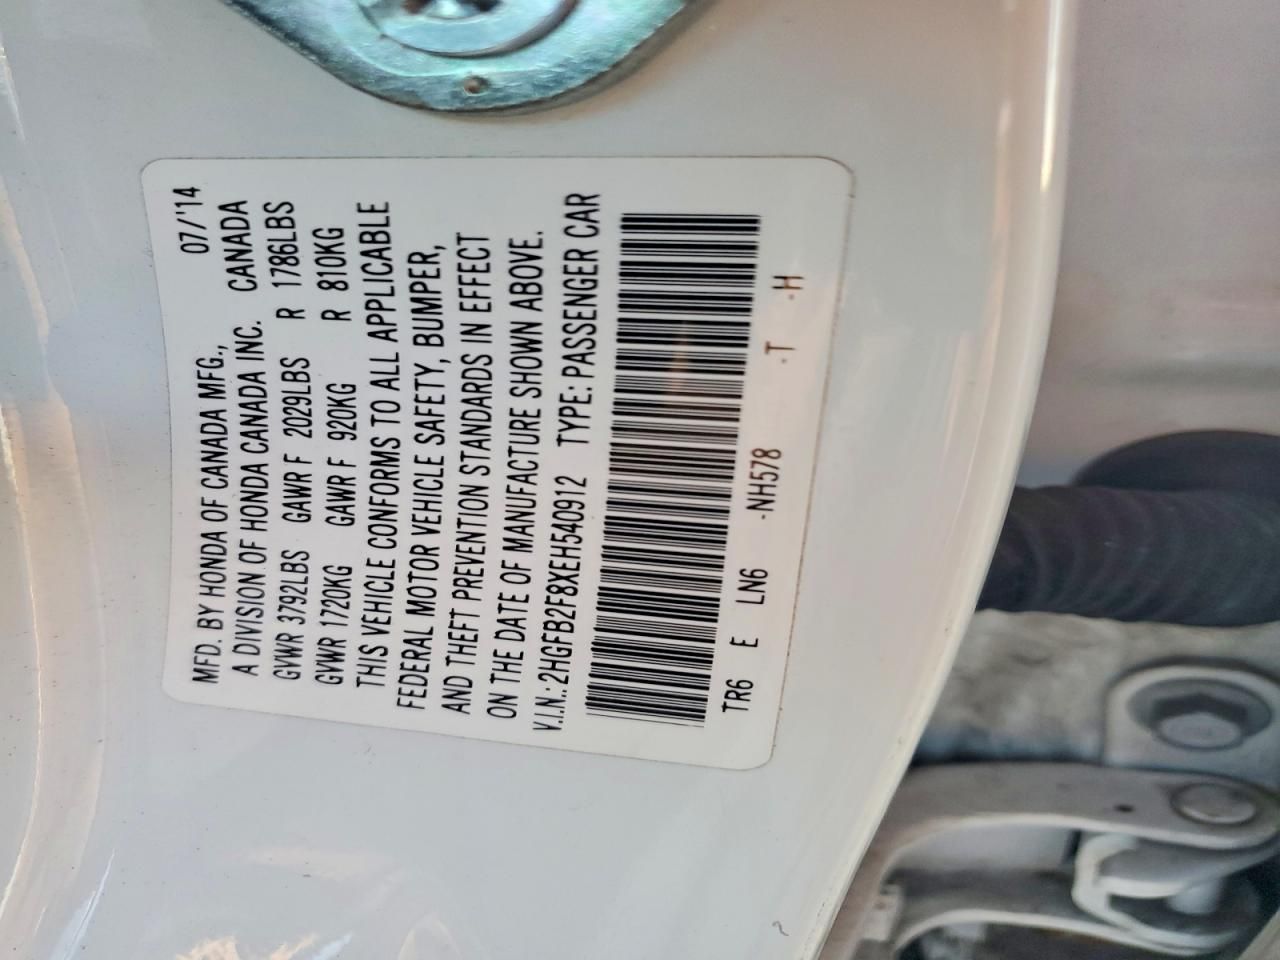 MFD. BY HONDA OF CANADA MFG., 07/'14
A DIVISION OF HONDA CANADA INC. CANADA
GVWR 3792LBS GAWR F 2029LBS R 1786LBS
GVWR 1720KG GAWR F 920KG R 810KG
THIS VEHICLE CONFORMS TO ALL APPLICABLE
FEDERAL MOTOR VEHICLE SAFETY, BUMPER,
AND THEFT PREVENTION STANDARDS IN EFFECT
ON THE DATE OF MANUFACTURE SHOWN ABOVE.
V.I.N.: 2HGFB2F8XEH540912 TYPE: PASSENGER CAR
TR6 E LN6 -NH578 -T -H